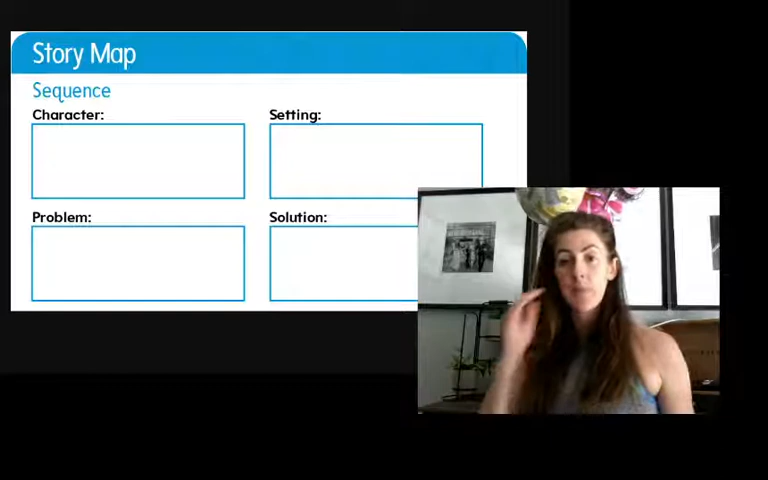 Story Map
Sequence
Character:
Setting:
Problem:
Solution: